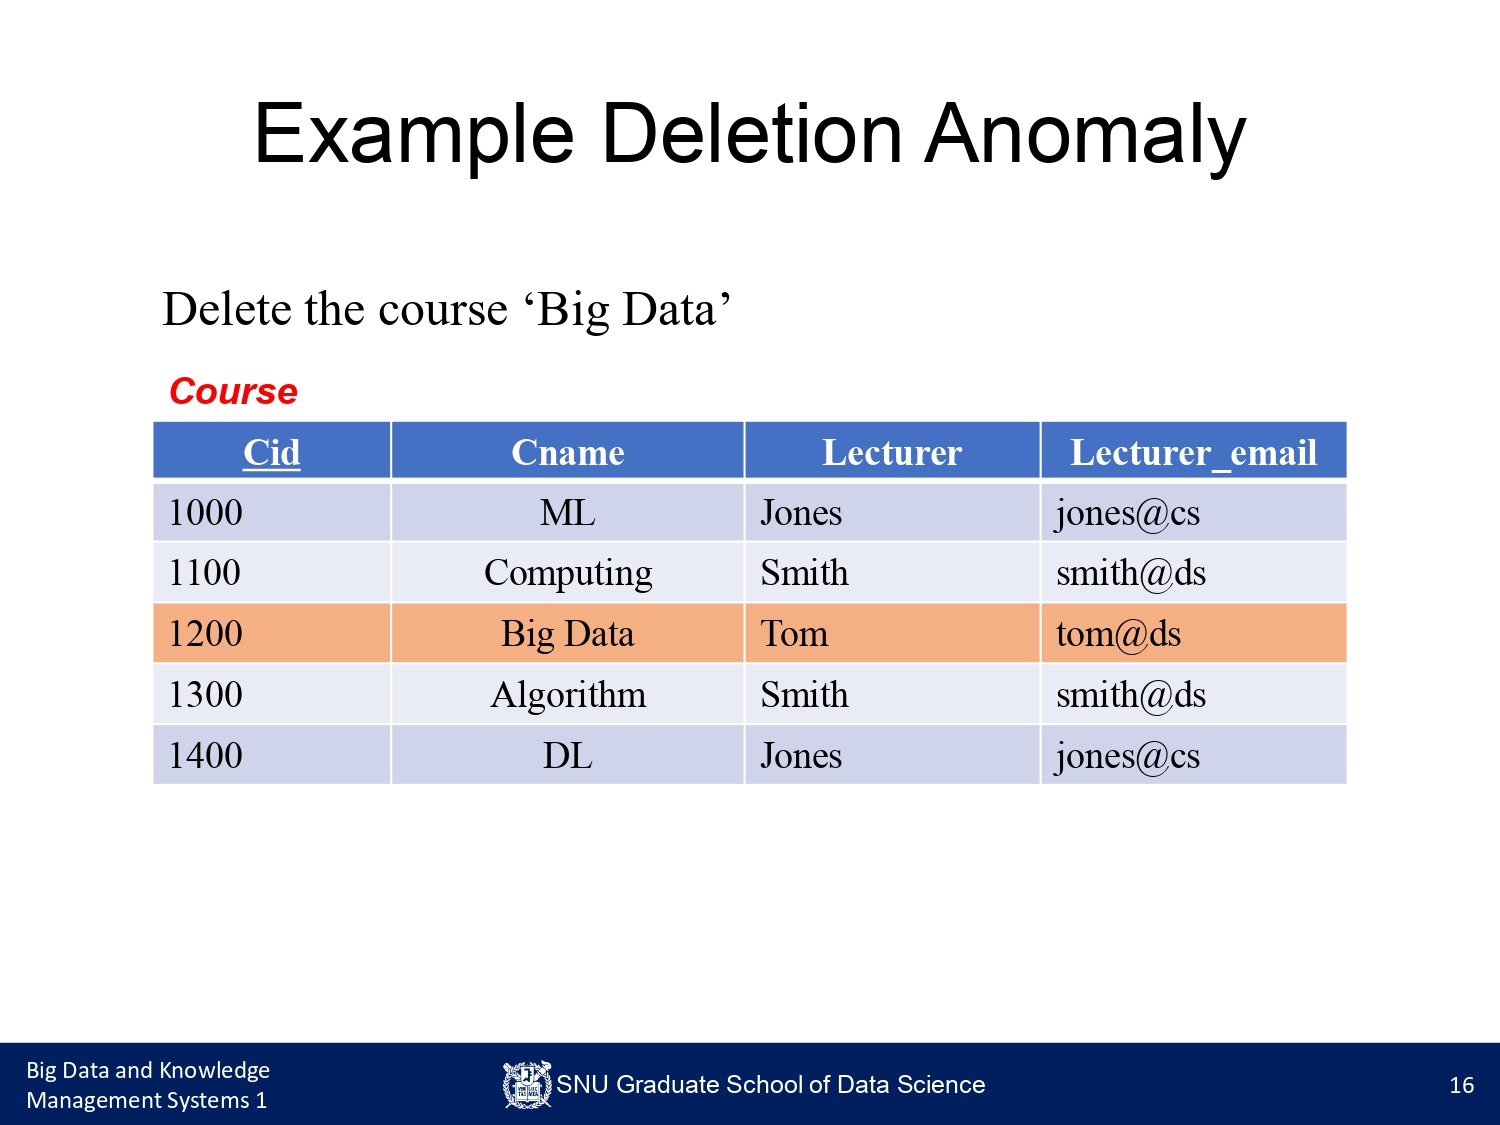 Example Deletion Anomaly
Delete the course ‘Big Data’
Course
Cid Cname Lecturer Lecturer_email
1000 ML Jones jones@cs
1100 Computing Smith smith@ds
1200 Big Data Tom tom@ds
1300 Algorithm Smith smith@ds
1400 DL Jones jones@cs
Big Data and Knowledge
Management Systems 1
SNU Graduate School of Data Science
16